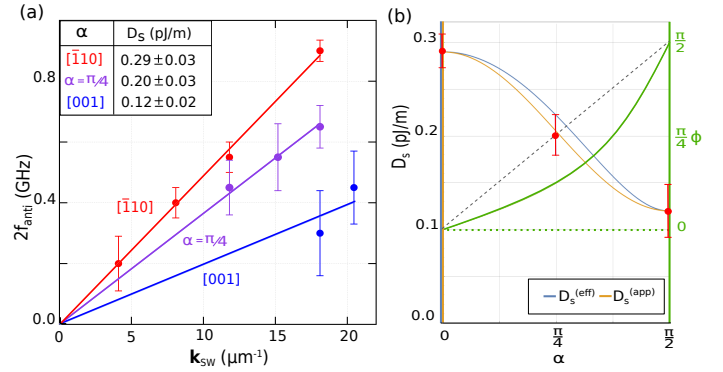 (a)
α D_S (pJ/m)
[1̄10] 0.29±0.03
α=π⁄4 0.20±0.03
[001] 0.12±0.02
0.8
0.4
0.0
2f_anti (GHz)
[1̄10]
α=π⁄4
[001]
0 5 10 15 20
k_SW (μm⁻¹)
(b)
0.3
0.2
0.1
0.0
D_s (pJ/m)
π/2
π/4 ϕ
0
D_s^(eff) D_s^(app)
0 π/4 π/2
α